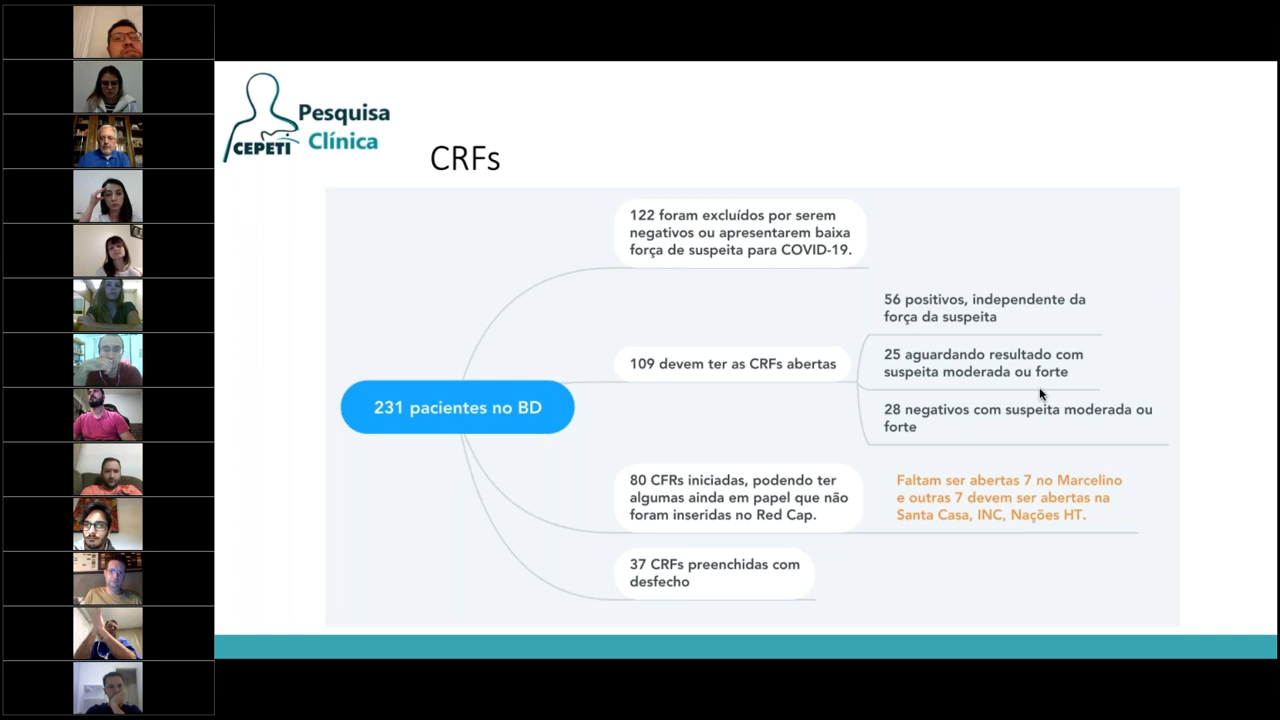 Pesquisa
Clínica
CEPETI
CRFs
122 foram excluídos por serem
negativos ou apresentarem baixa
força de suspeita para COVID-19.
56 positivos, independente da
força da suspeita
109 devem ter as CRFs abertas
25 aguardando resultado com
suspeita moderada ou forte
28 negativos com suspeita moderada ou
forte
231 pacientes no BD
80 CFRs iniciadas, podendo ter
algumas ainda em papel que não
foram inseridas no Red Cap.
Faltam ser abertas 7 no Marcelino
e outras 7 devem ser abertas na
Santa Casa, INC, Nações HT.
37 CRFs preenchidas com
desfecho